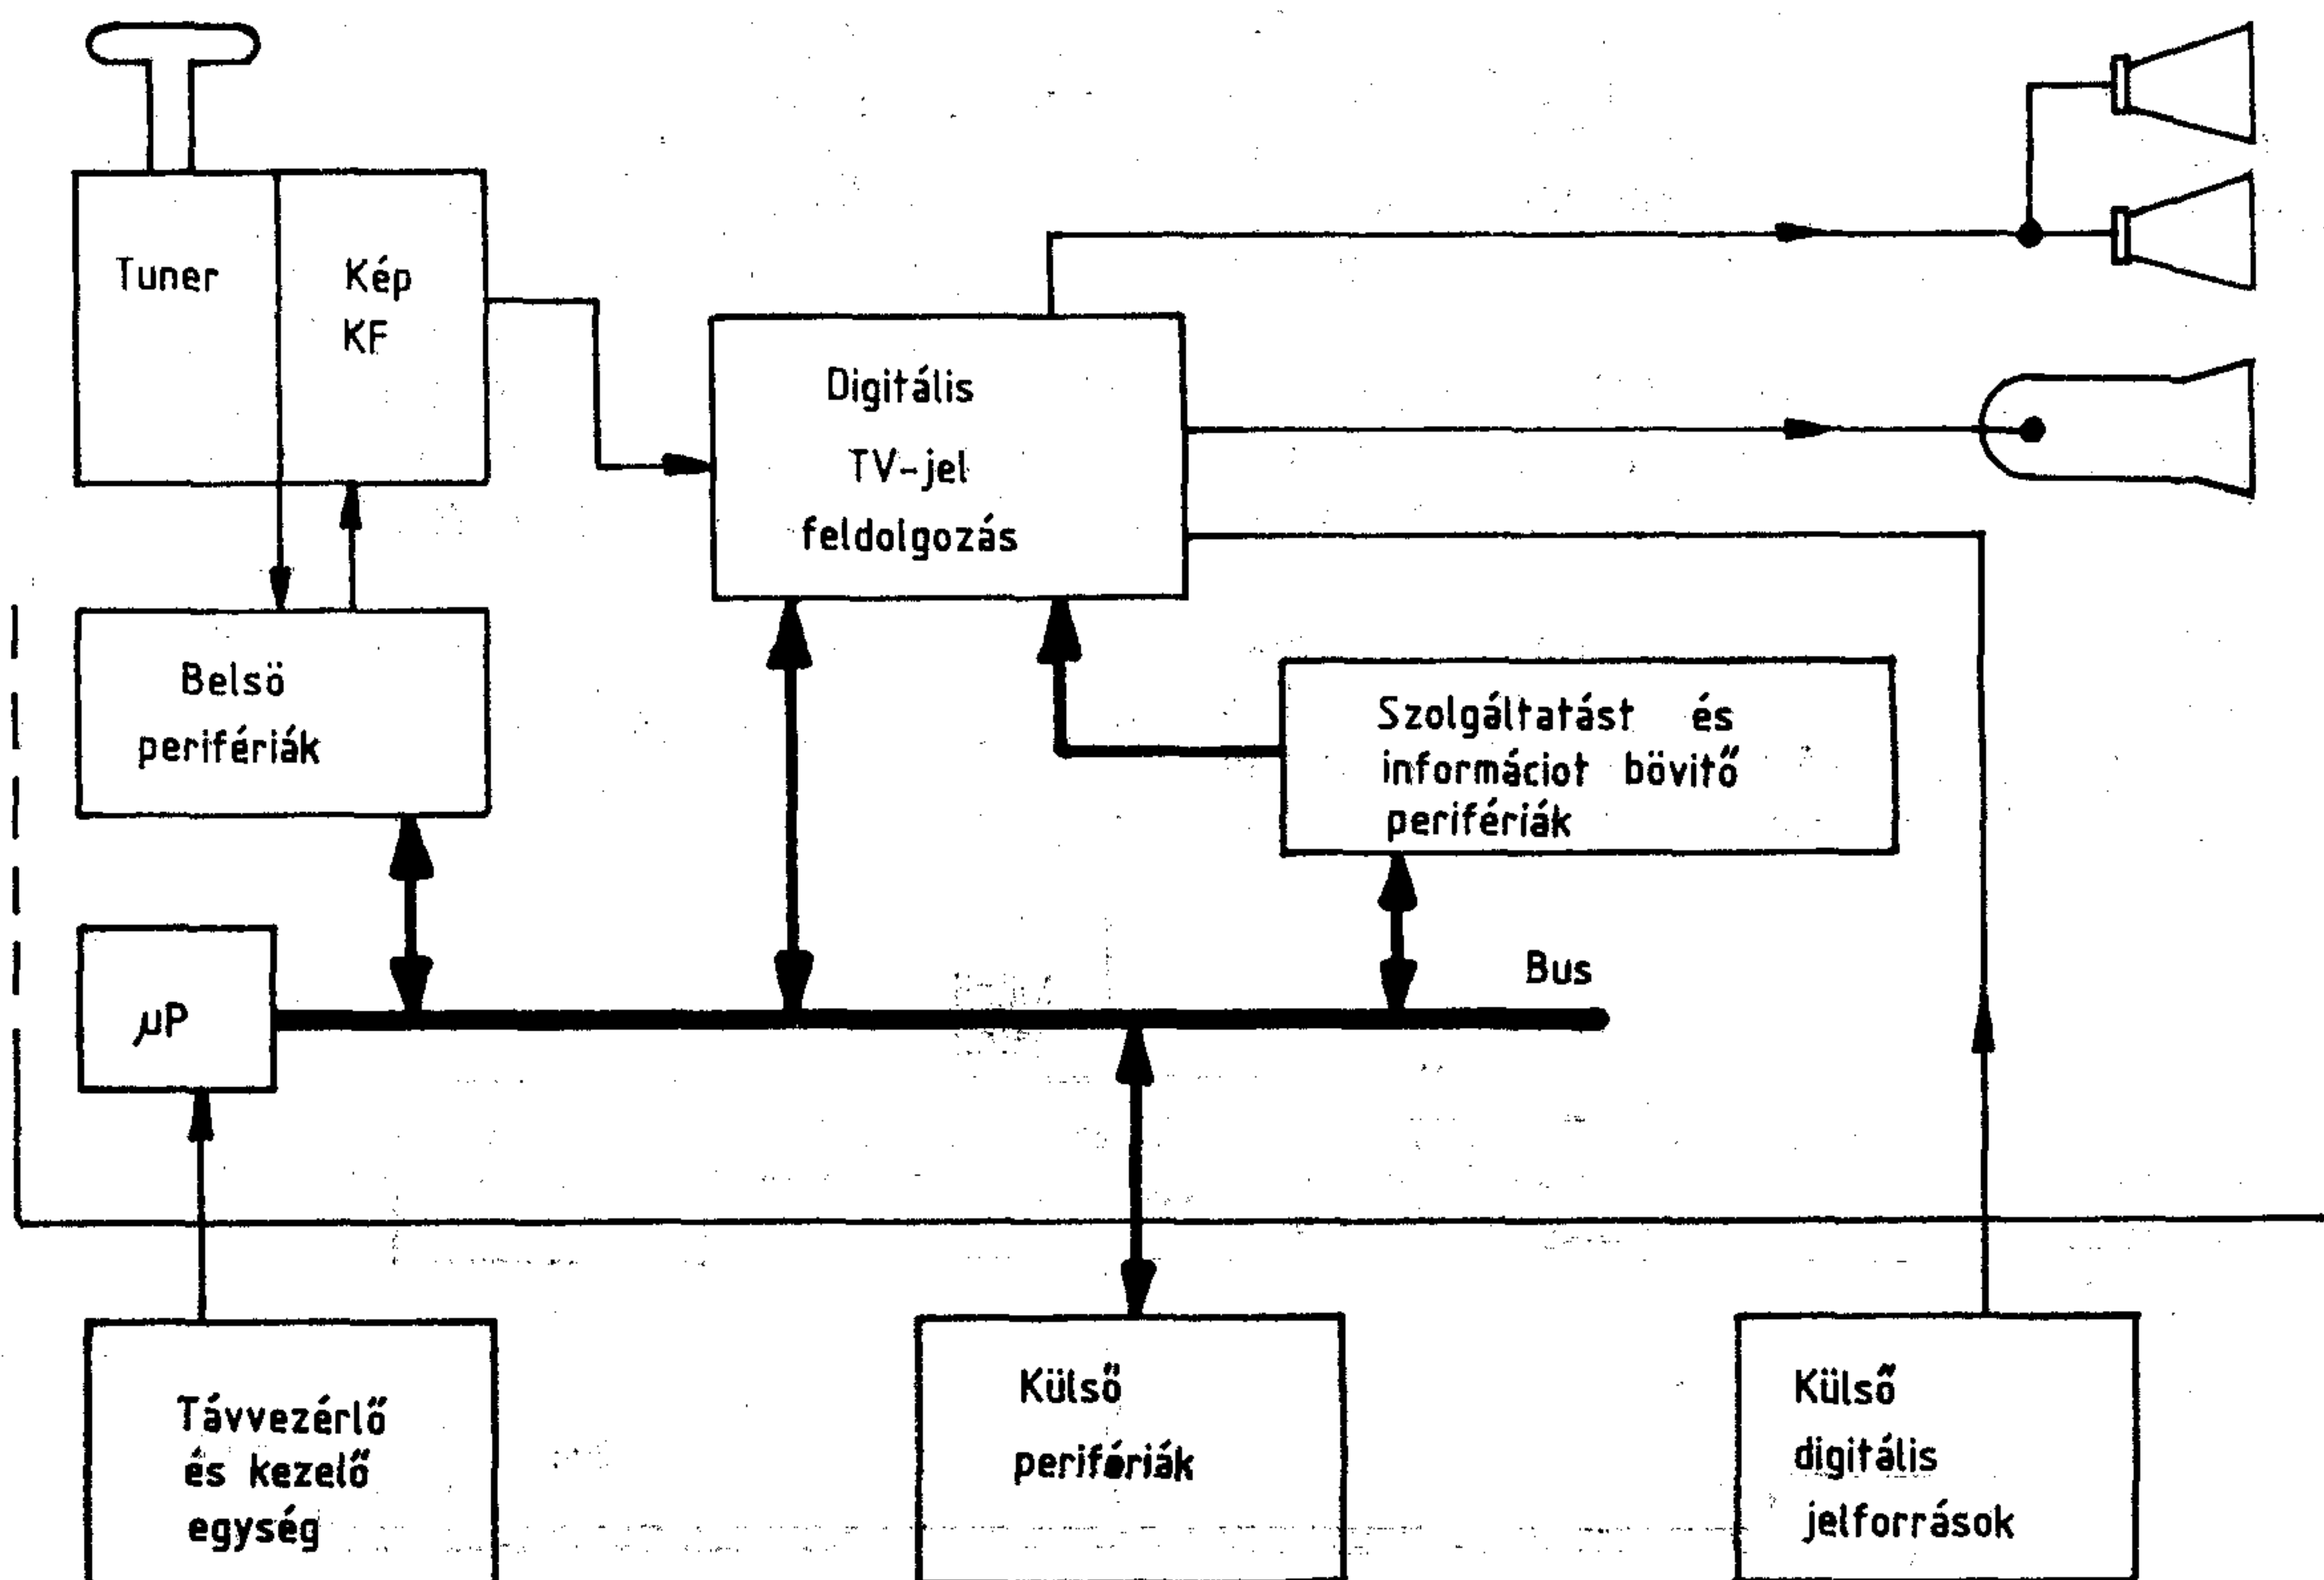 Tuner
Kép
KF
Digitális
TV-jel
feldolgozás
Belsö
perifériák
Szolgáltatást és
informáciot bövitő
perifériák
Bus
µP
Távvezérlő
és kezelő
egység
Külső
perifériák
Külső
digitális
jelforrások